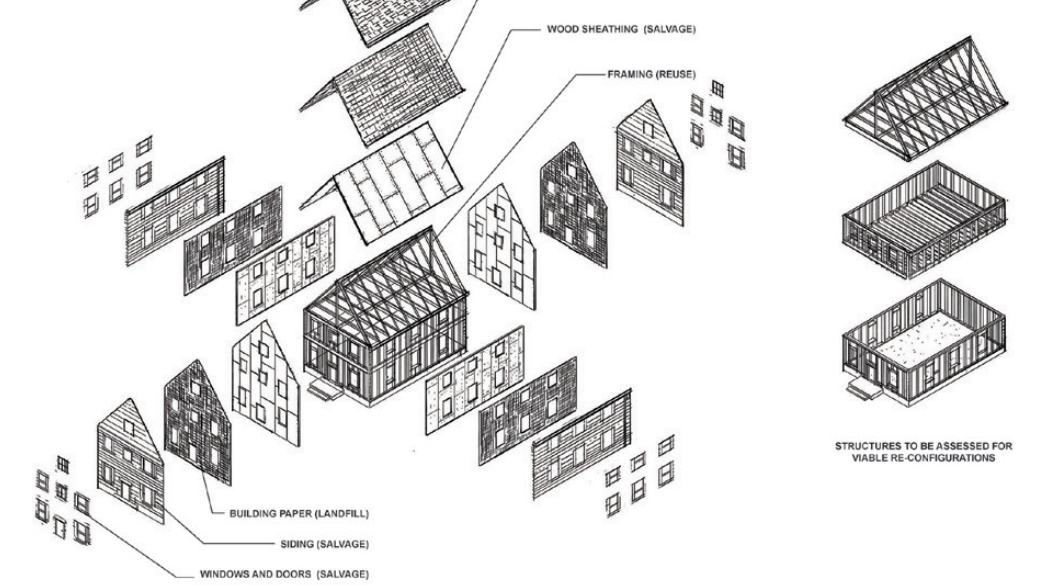 WOOD SHEATHING (SALVAGE)
FRAMING (REUSE)
STRUCTURES TO BE ASSESSED FOR
VIABLE RE-CONFIGURATIONS
BUILDING PAPER (LANDFILL)
SIDING (SALVAGE)
WINDOWS AND DOORS (SALVAGE)